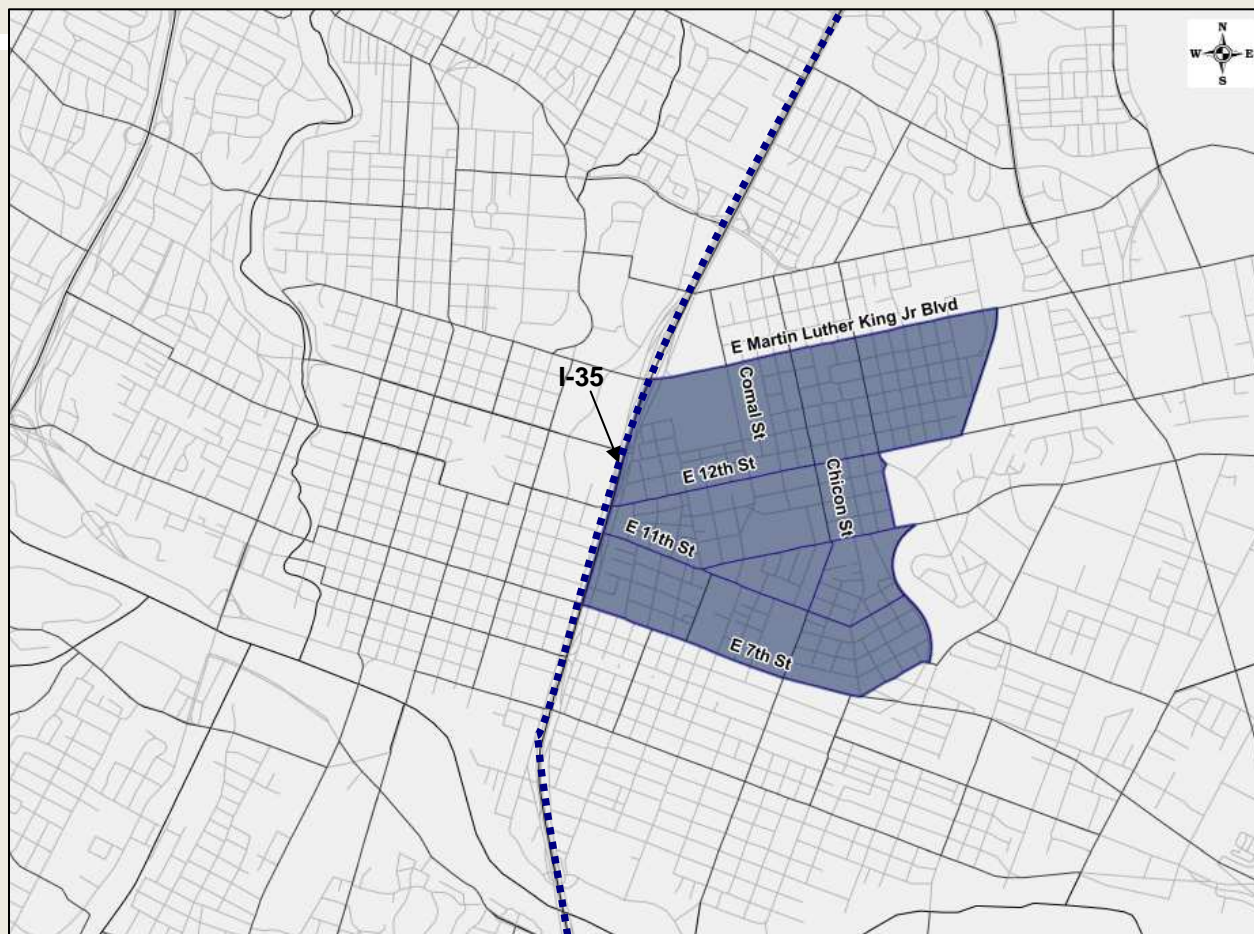 N
W E
S
E Martin Luther King Jr Blvd
I-35
Comal St
E 12th St
Chicon St
E 11th St
E 7th St